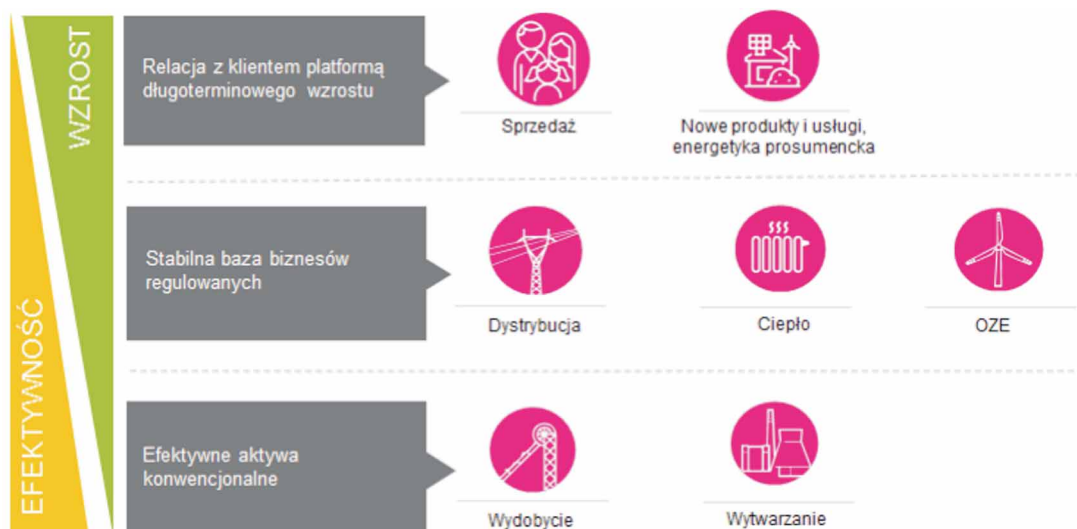 WZROST
EFEKTYWNOŚĆ
Relacja z klientem platformą
długoterminowego wzrostu
Sprzedaż
Nowe produkty i usługi,
energetyka prosumencka
Stabilna baza biznesów
regulowanych
Dystrybucja
Ciepło
OZE
Efektywne aktywa
konwencjonalne
Wydobycie
Wytwarzanie